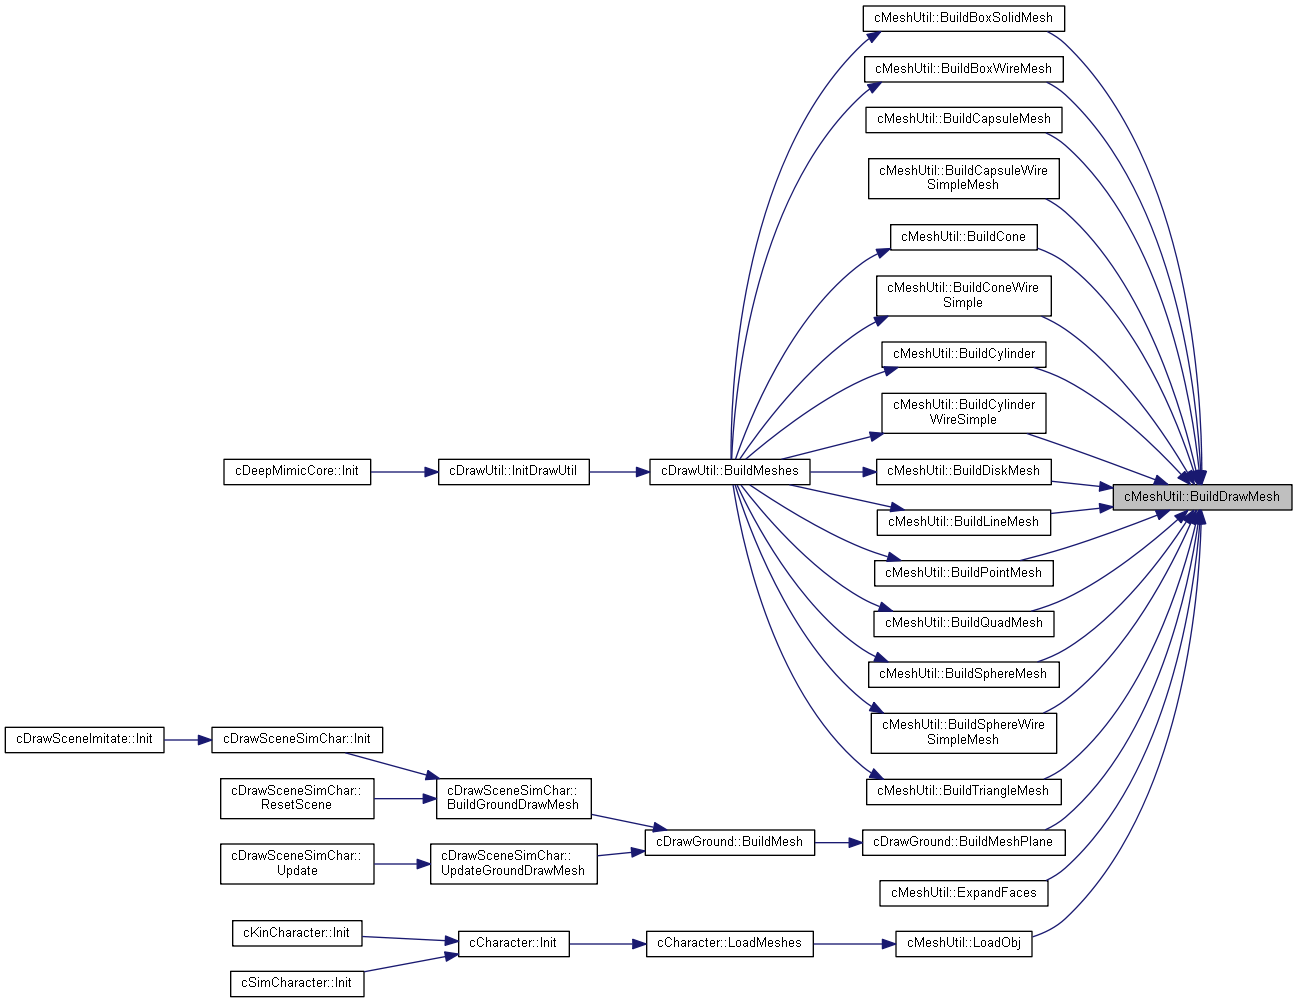 cMeshUtil::BuildBoxSolidMesh
cMeshUtil::BuildBoxWireMesh
cMeshUtil::BuildCapsuleMesh
cMeshUtil::BuildCapsuleWire
SimpleMesh
cMeshUtil::BuildCone
cMeshUtil::BuildConeWire
Simple
cMeshUtil::BuildCylinder
cMeshUtil::BuildCylinder
WireSimple
cDeepMimicCore::Init
cDrawUtil::InitDrawUtil
cDrawUtil::BuildMeshes
cMeshUtil::BuildDiskMesh
cMeshUtil::BuildDrawMesh
cMeshUtil::BuildLineMesh
cMeshUtil::BuildPointMesh
cMeshUtil::BuildQuadMesh
cMeshUtil::BuildSphereMesh
cMeshUtil::BuildSphereWire
SimpleMesh
cDrawSceneImitate::Init
cDrawSceneSimChar::Init
cMeshUtil::BuildTriangleMesh
cDrawSceneSimChar::
ResetScene
cDrawSceneSimChar::
BuildGroundDrawMesh
cDrawGround::BuildMesh
cDrawGround::BuildMeshPlane
cDrawSceneSimChar::
Update
cDrawSceneSimChar::
UpdateGroundDrawMesh
cMeshUtil::ExpandFaces
cKinCharacter::Init
cCharacter::Init
cCharacter::LoadMeshes
cMeshUtil::LoadObj
cSimCharacter::Init